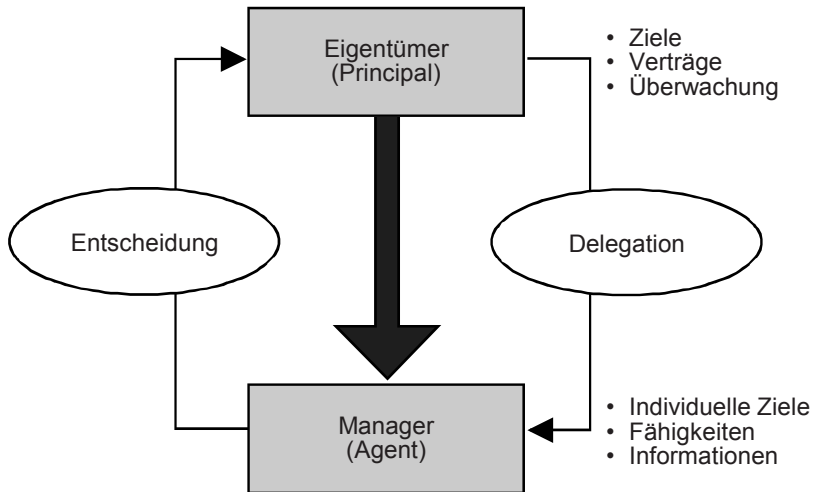 Eigentümer
(Principal)
• Ziele
• Verträge
• Überwachung
Entscheidung
Delegation
Manager
(Agent)
• Individuelle Ziele
• Fähigkeiten
• Informationen